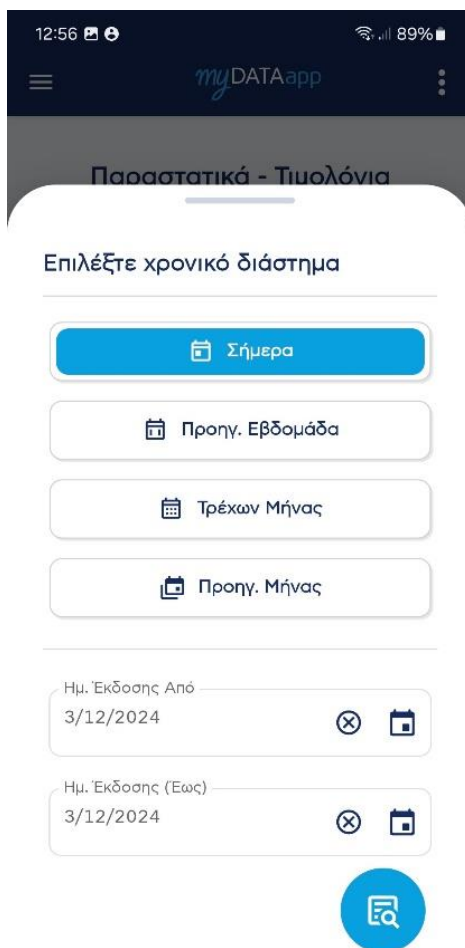 12:56 89%
myDATAapp
Παραστατικά - Τιμολόγια
Επιλέξτε χρονικό διάστημα
Σήμερα
Προηγ. Εβδομάδα
Τρέχων Μήνας
Προηγ. Μήνας
Ημ. Έκδοσης Από
3/12/2024
Ημ. Έκδοσης (Έως)
3/12/2024